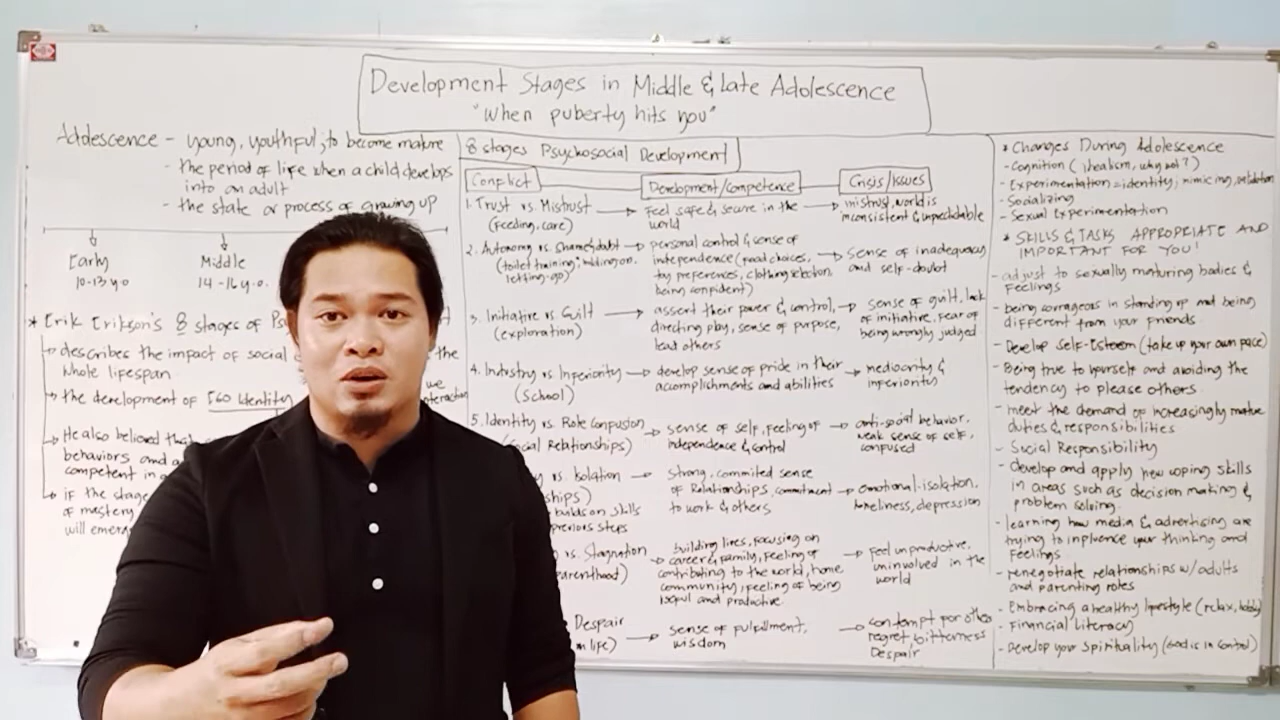 Development Stages in Middle & Late Adolescence
"When puberty hits you"
Adolescence - young, youthful, to become mature
- the period of life when a child develops
into an adult
- the state or process of growing up
Early
10-13 y.o
Middle
14-16 y.o.
* Erik Erikson's 8 stages of
describes the impact of social
the
whole lifespan
the development of EGO Identity
we
interaction
He also believed that
behaviors and
competent in
if the stage
of mastery
will
8 stages Psychosocial Development
Conflict
Development/competence
Crisis/Issues
1. Trust vs. Mistrust
(feeding, care)
Feel safe & secure in the
world
mistrust, world is
inconsistent & unpredictable
2. Autonomy vs. Shame, doubt
(toilet training, holding on,
letting-go)
personal control & sense of
independence (food choices,
toy preferences, clothing selection,
being confident)
Sense of inadequacy
and self-doubt
3. Initiative vs Guilt
(exploration)
assert their power & control,
directing play, sense of purpose,
lead others
sense of guilt, lack
of initiative, fear of
being wrongly judged
4. Industry vs Inferiority
(School)
develop sense of pride in their
accomplishments and abilities
mediocrity &
inferiority
5. Identity vs. Role Confusion
(Social Relationships)
sense of self, feeling of
independence & control
anti-social behavior,
weak sense of self,
confused
vs. Isolation
builds on skills
previous steps
strong, commited sense
of Relationships, commitment
to work & others
emotional-isolation,
loneliness, depression
vs. Stagnation
parenthood)
building lives, focusing on
career & family, feeling of
contributing to the world, home
community, feeling of being
useful and productive
feel unproductive,
uninvolved in the
world
Despair
life)
sense of fulfillment,
wisdom
contempt for other
regret, bitterness
Despair
* Changes During Adolescence
- Cognition (idealism, why not?)
- Experimentation = identity; mimicing, validation
- Socializing
- Sexual Experimentation
* SKILLS & TASKS APPROPRIATE AND
IMPORTANT FOR YOU!
- adjust to sexually maturing bodies &
feelings
- being courageous in standing up and being
different from your friends
- Develop self-Esteem (take up your own pace)
- Being true to yourself and avoiding the
tendency to please others
- meet the demand of increasingly mature
duties & responsibilities
- Social Responsibility
- develop and apply new coping skills
in areas such as decision making &
problem solving.
- learning how media & advertising are
trying to influence your thinking and
feelings
- renegotiate relationships w/ adults
and parenting roles
- Embracing a healthy lifestyle (relax, hobby)
- Financial Literacy
- Develop your Spirituality (God is in control)